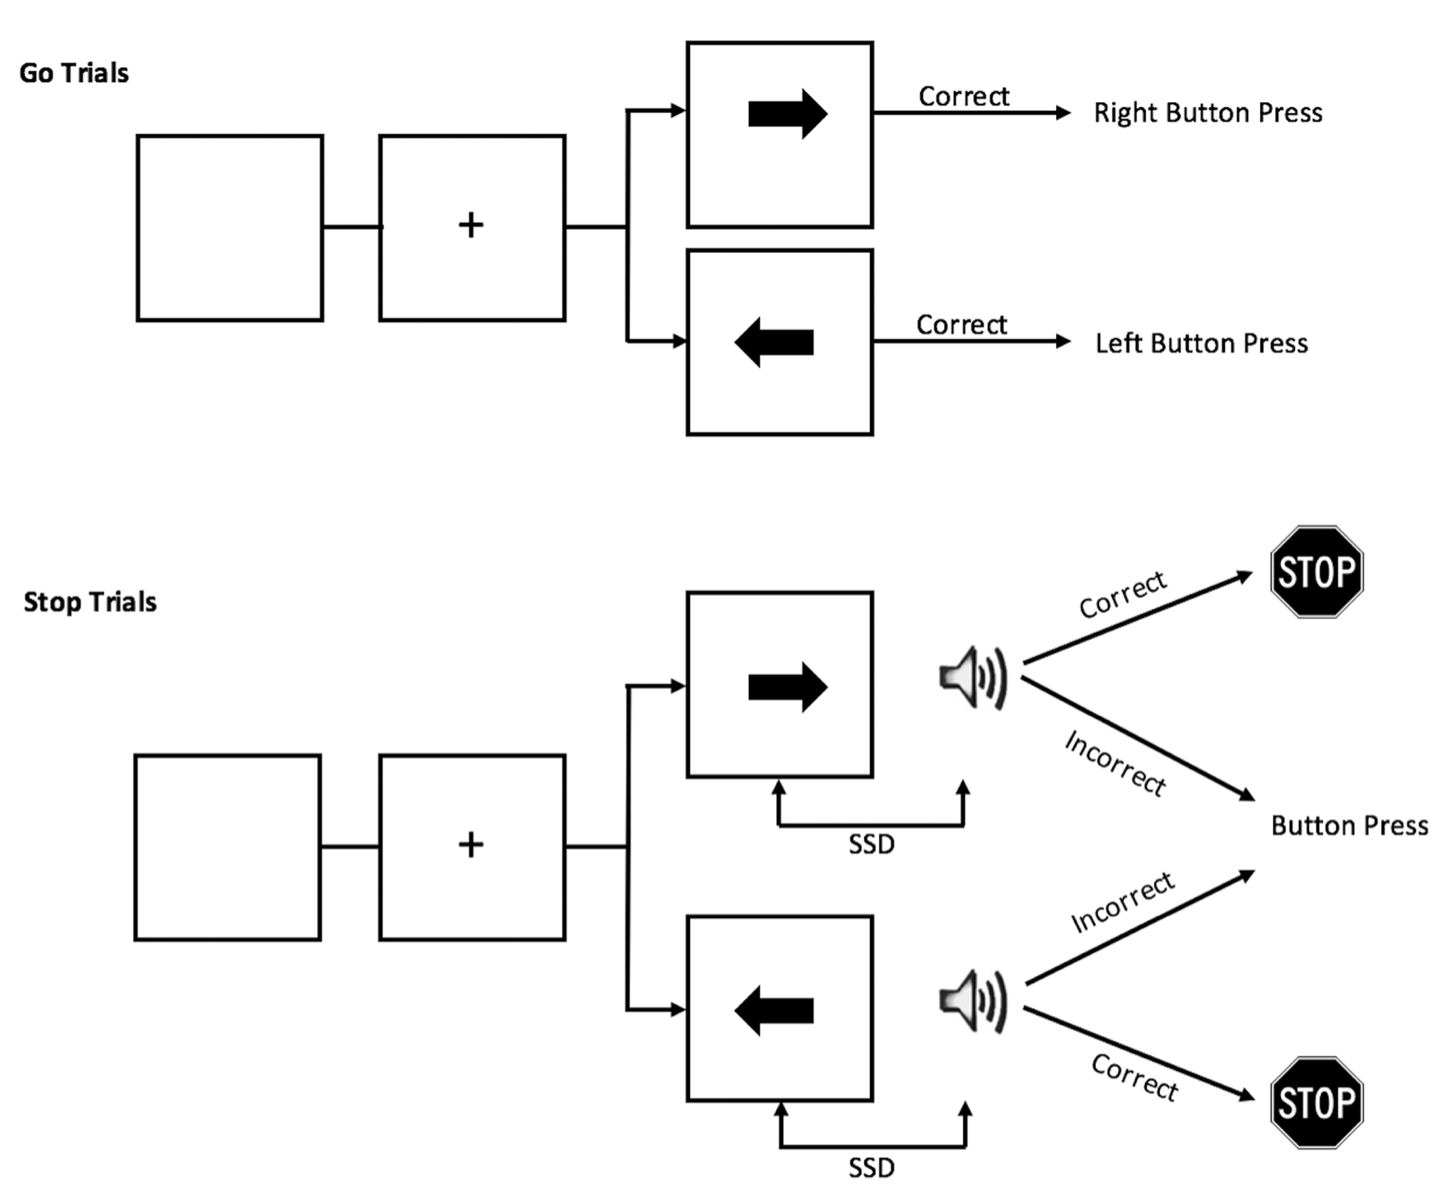 Go Trials
Correct
Right Button Press
+
Correct
Left Button Press
Stop Trials
Correct
STOP
Incorrect
SSD
Button Press
+
Incorrect
Correct
STOP
SSD